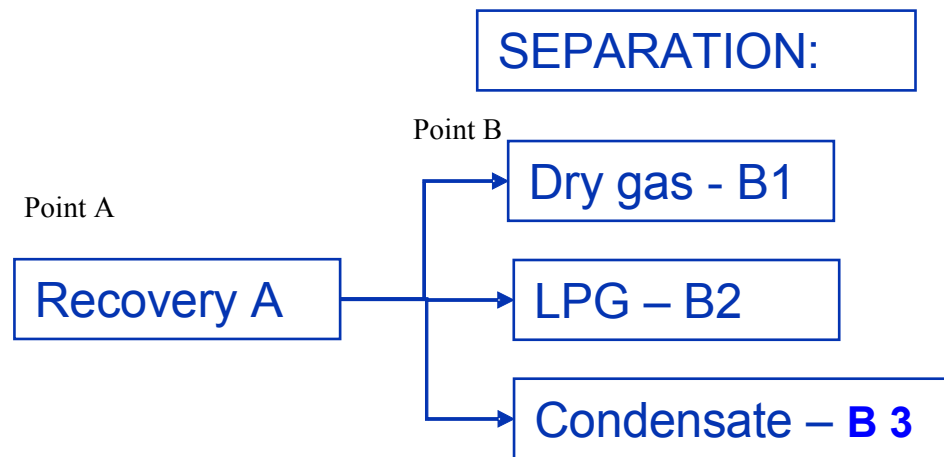 SEPARATION:
Point B
Dry gas - B1
Point A
Recovery A
LPG – B2
Condensate – B 3